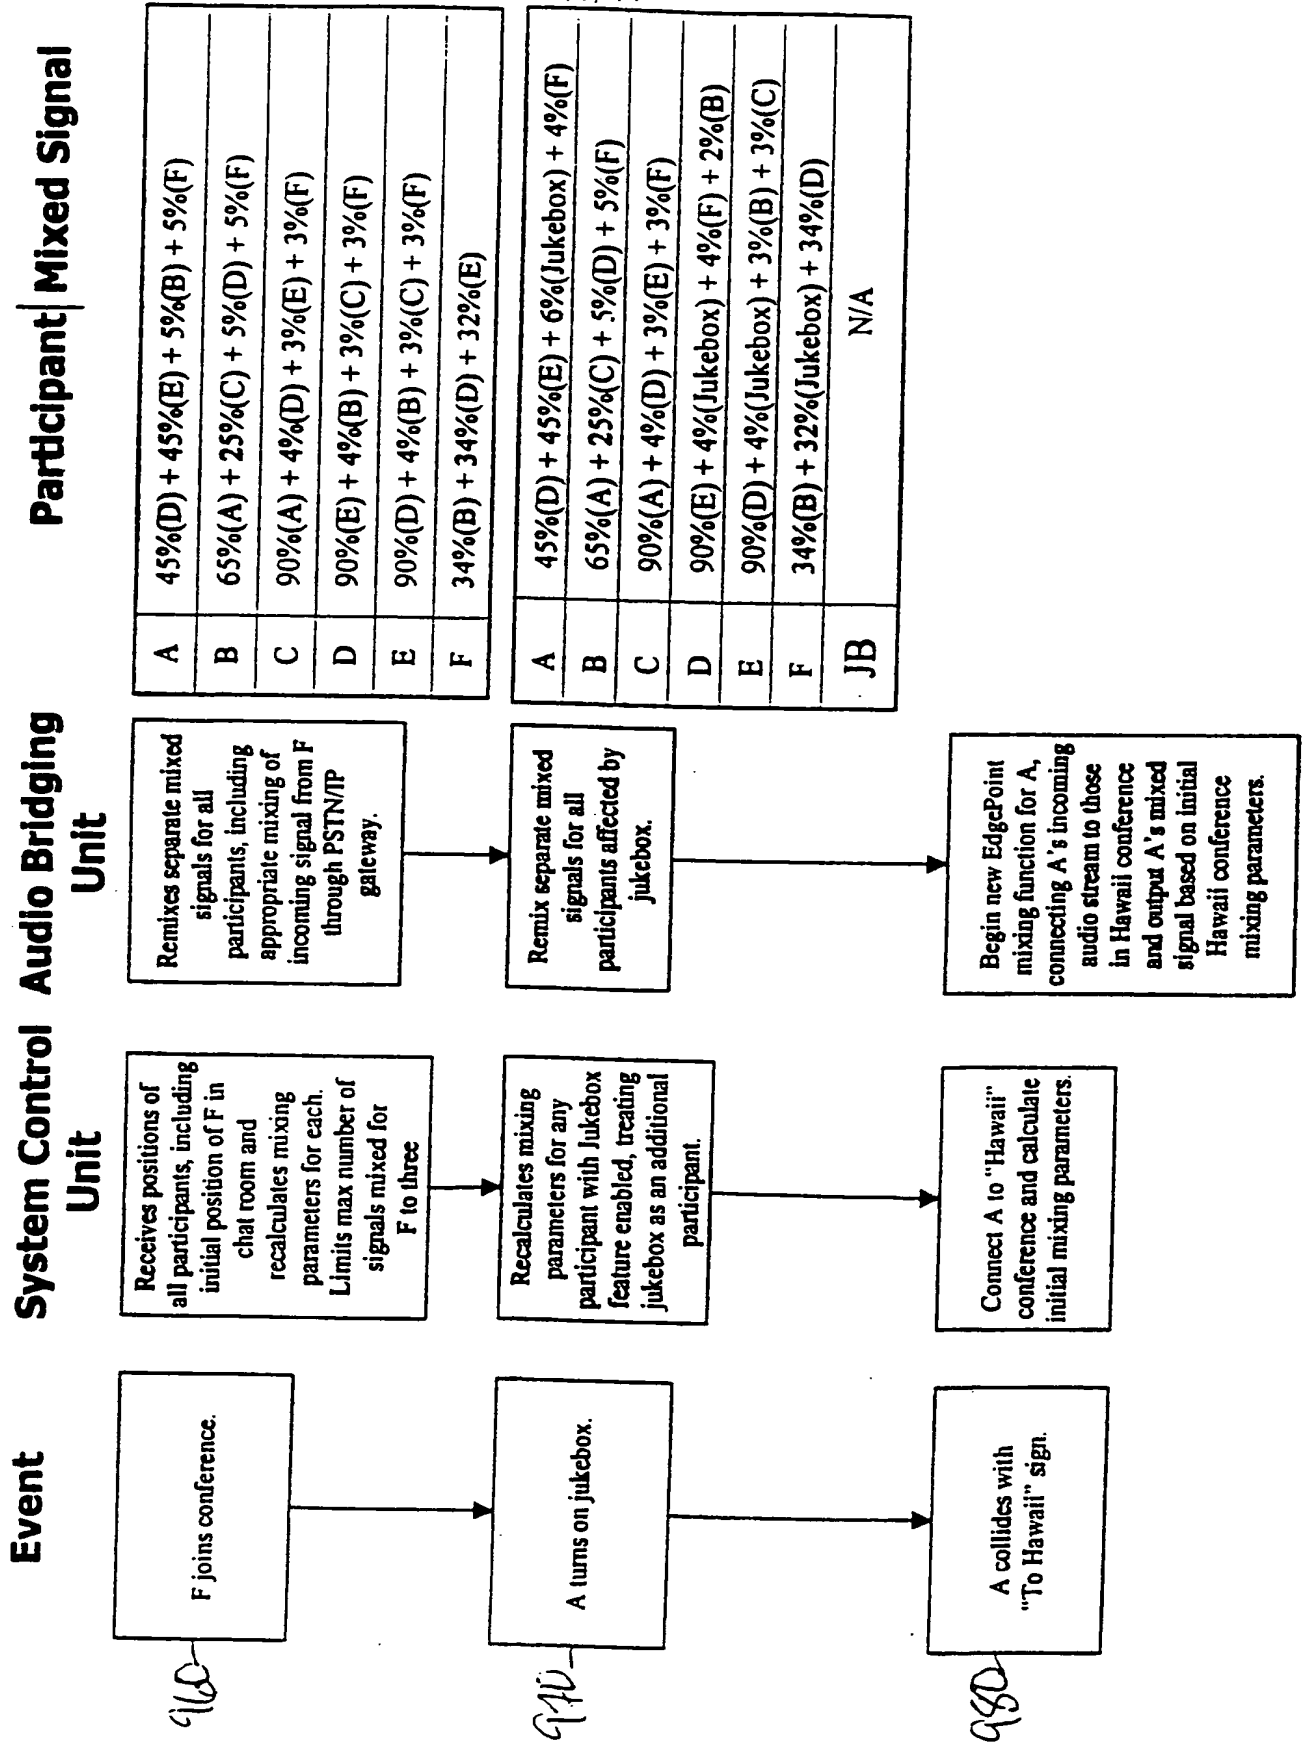 Event
System Control
Unit
Audio Bridging
Unit
Participant
Mixed Signal
960
F joins conference.
Receives positions of
all participants, including
initial position of F in
chat room and
recalculates mixing
parameters for each.
Limits max number of
signals mixed for
F to three
Remixes separate mixed
signals for all
participants, including
appropriate mixing of
incoming signal from F
through PSTN/IP
gateway.
A 45%(D) + 45%(E) + 5%(B) + 5%(F)
B 65%(A) + 25%(C) + 5%(D) + 5%(F)
C 90%(A) + 4%(D) + 3%(E) + 3%(F)
D 90%(E) + 4%(B) + 3%(C) + 3%(F)
E 90%(D) + 4%(B) + 3%(C) + 3%(F)
F 34%(B) + 34%(D) + 32%(E)
970
A turns on jukebox.
Recalculates mixing
parameters for any
participant with Jukebox
feature enabled, treating
jukebox as an additional
participant.
Remix separate mixed
signals for all
participants affected by
jukebox.
A 45%(D) + 45%(E) + 6%(Jukebox) + 4%(F)
B 65%(A) + 25%(C) + 5%(D) + 5%(F)
C 90%(A) + 4%(D) + 3%(E) + 3%(F)
D 90%(E) + 4%(Jukebox) + 4%(F) + 2%(B)
E 90%(D) + 4%(Jukebox) + 3%(B) + 3%(C)
F 34%(B) + 32%(Jukebox) + 34%(D)
JB N/A
980
A collides with
"To Hawaii" sign.
Connect A to "Hawaii"
conference and calculate
initial mixing parameters.
Begin new EdgePoint
mixing function for A,
connecting A's incoming
audio stream to those
in Hawaii conference
and output A's mixed
signal based on initial
Hawaii conference
mixing parameters.